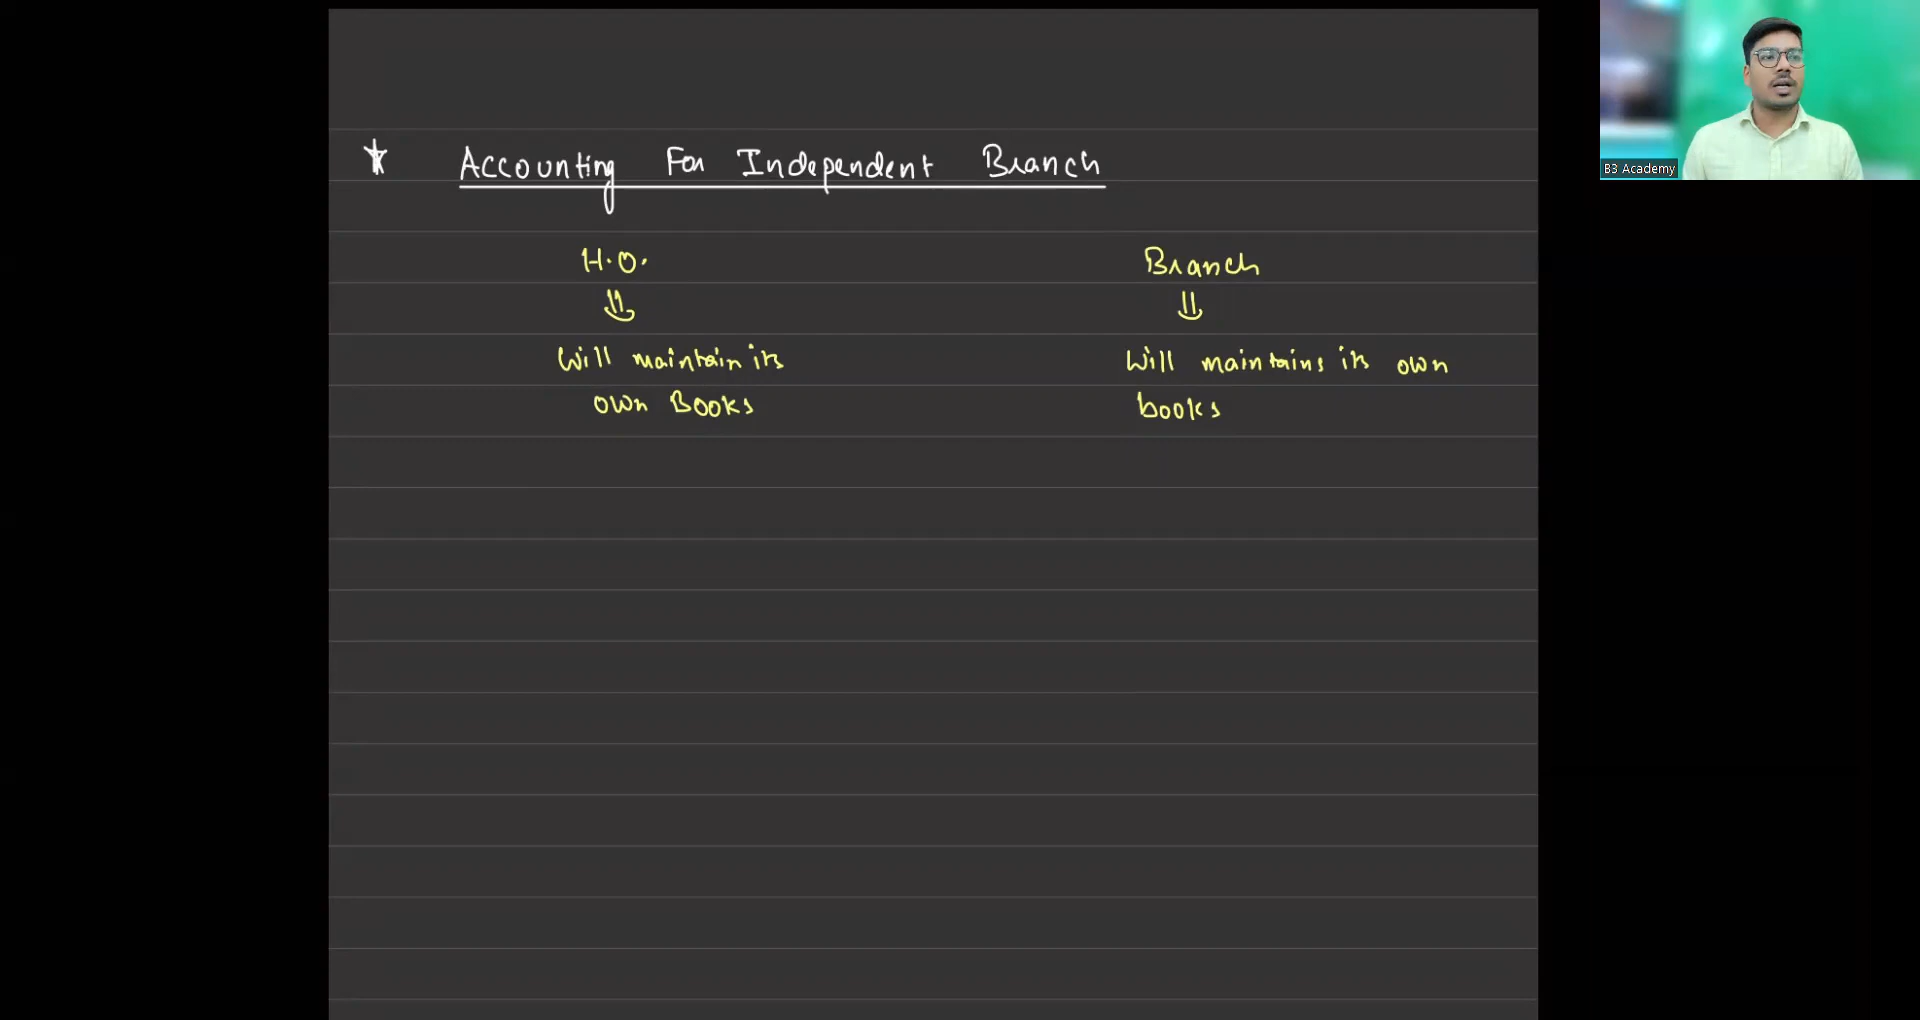 * Accounting For Independent Branch
H.O.
Branch
Will maintain its
own Books
Will maintains its own
books
B3 Academy